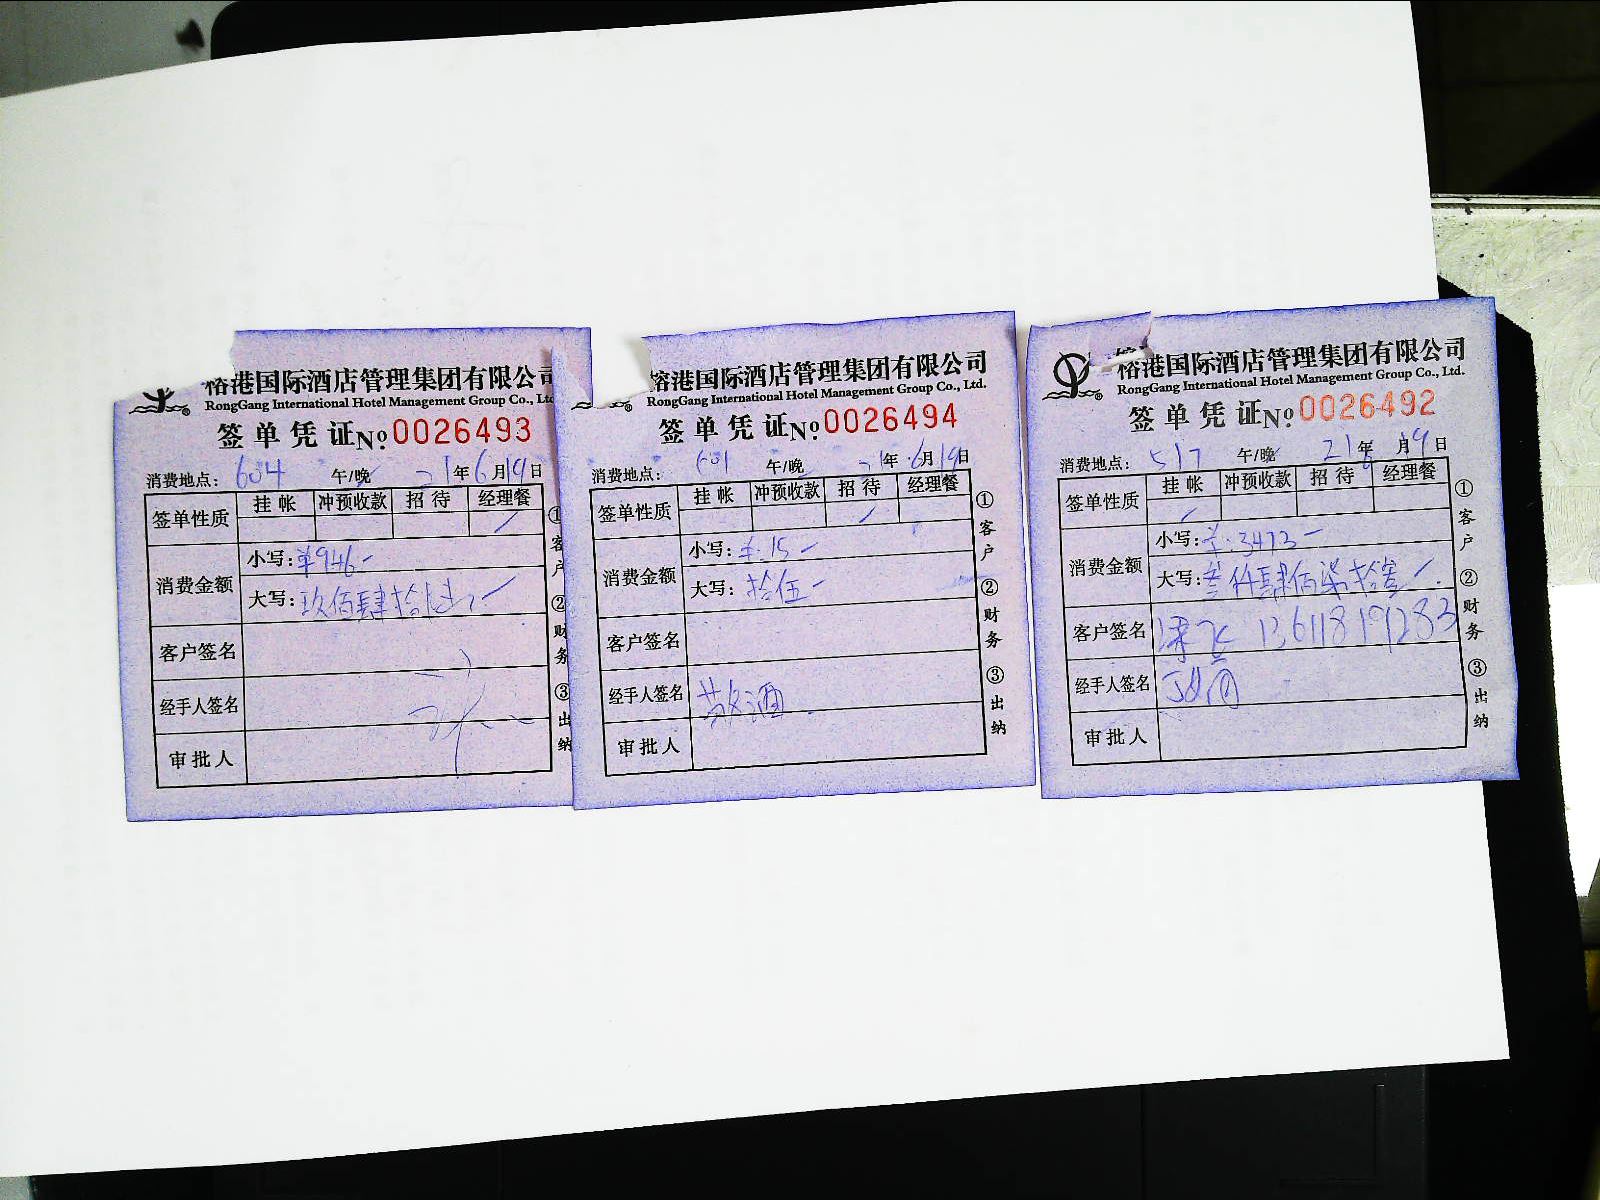 榕港国际酒店管理集团有限公司
RongGang International Hotel Management Group Co., Ltd
签单凭证 No. 0026493
消费地点： 604 午/晚 21年6月19日
签单性质 挂帐 冲预收款 招待 经理餐
消费金额 小写：¥946-
大写：玖佰肆拾陆
客户签名
经手人签名
审批人
① 客户 ② 财务 ③ 出纳
榕港国际酒店管理集团有限公司
RongGang International Hotel Management Group Co., Ltd.
签单凭证 No. 0026494
消费地点： 601 午/晚 21年6月19日
签单性质 挂帐 冲预收款 招待 经理餐
消费金额 小写：¥15-
大写：拾伍-
客户签名
经手人签名 敬酒
审批人
① 客户 ② 财务 ③ 出纳
榕港国际酒店管理集团有限公司
RongGang International Hotel Management Group Co., Ltd.
签单凭证 No. 0026492
消费地点： 517 午/晚 21年6月19日
签单性质 挂帐 冲预收款 招待 经理餐
消费金额 小写：¥3473-
大写：叁仟肆佰柒拾叁
客户签名 13611819283
经手人签名
审批人
① 客户 ② 财务 ③ 出纳